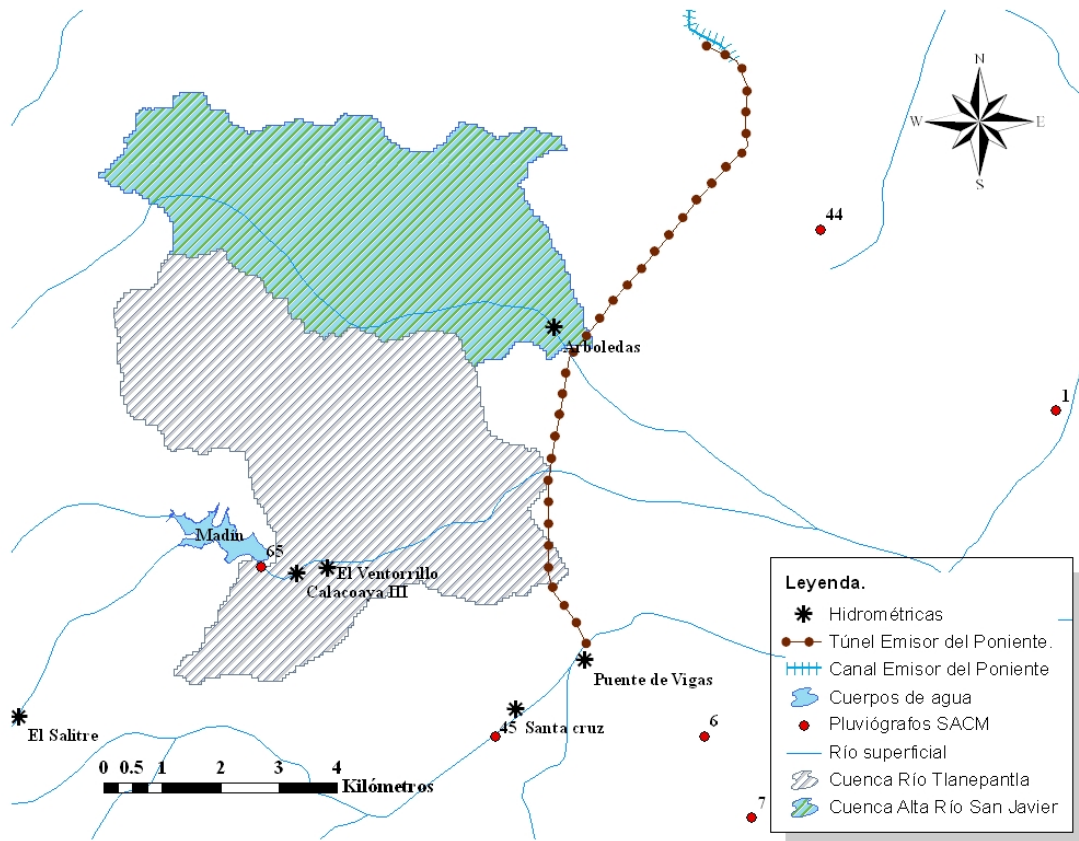 N
W
E
S
44
Arboledas
1
Madín
65
El Ventorrillo
Calacoaya III
Puente de Vigas
El Salitre
45
Santa cruz
6
7
0 0.5 1 2 3 4
Kilómetros
Leyenda.
Hidrométricas
Túnel Emisor del Poniente.
Canal Emisor del Poniente
Cuerpos de agua
Pluviógrafos SACM
Río superficial
Cuenca Río Tlanepantla
Cuenca Alta Río San Javier